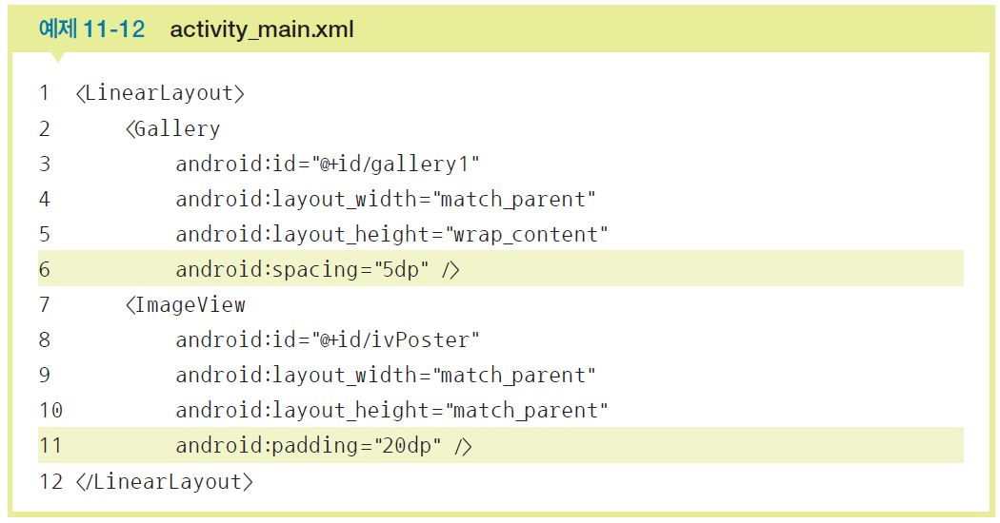 예제 11-12 activity_main.xml
1 <LinearLayout>
2 <Gallery
3 android:id="@+id/gallery1"
4 android:layout_width="match_parent"
5 android:layout_height="wrap_content"
6 android:spacing="5dp" />
7 <ImageView
8 android:id="@+id/ivPoster"
9 android:layout_width="match_parent"
10 android:layout_height="match_parent"
11 android:padding="20dp" />
12 </LinearLayout>